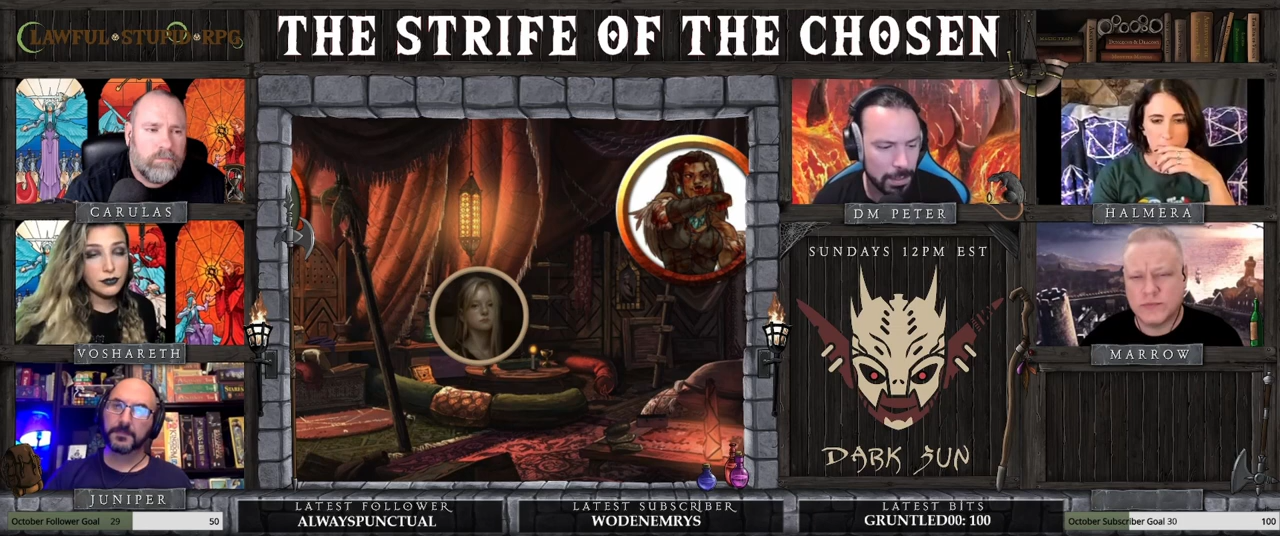 LAWFUL • STUPID • RPG
THE STRIFE OF THE CHOSEN
DUNGEONS & DRAGONS
CARULAS
DM PETER
HALMERA
SUNDAYS 12PM EST
VOSHARETH
MARROW
DARK SUN
JUNIPER
LATEST FOLLOWER
ALWAYSPUNCTUAL
LATEST SUBSCRIBER
WODENEMRYS
LATEST BITS
GRUNTLED00: 100
October Follower Goal 29 50
October Subscriber Goal 30 100